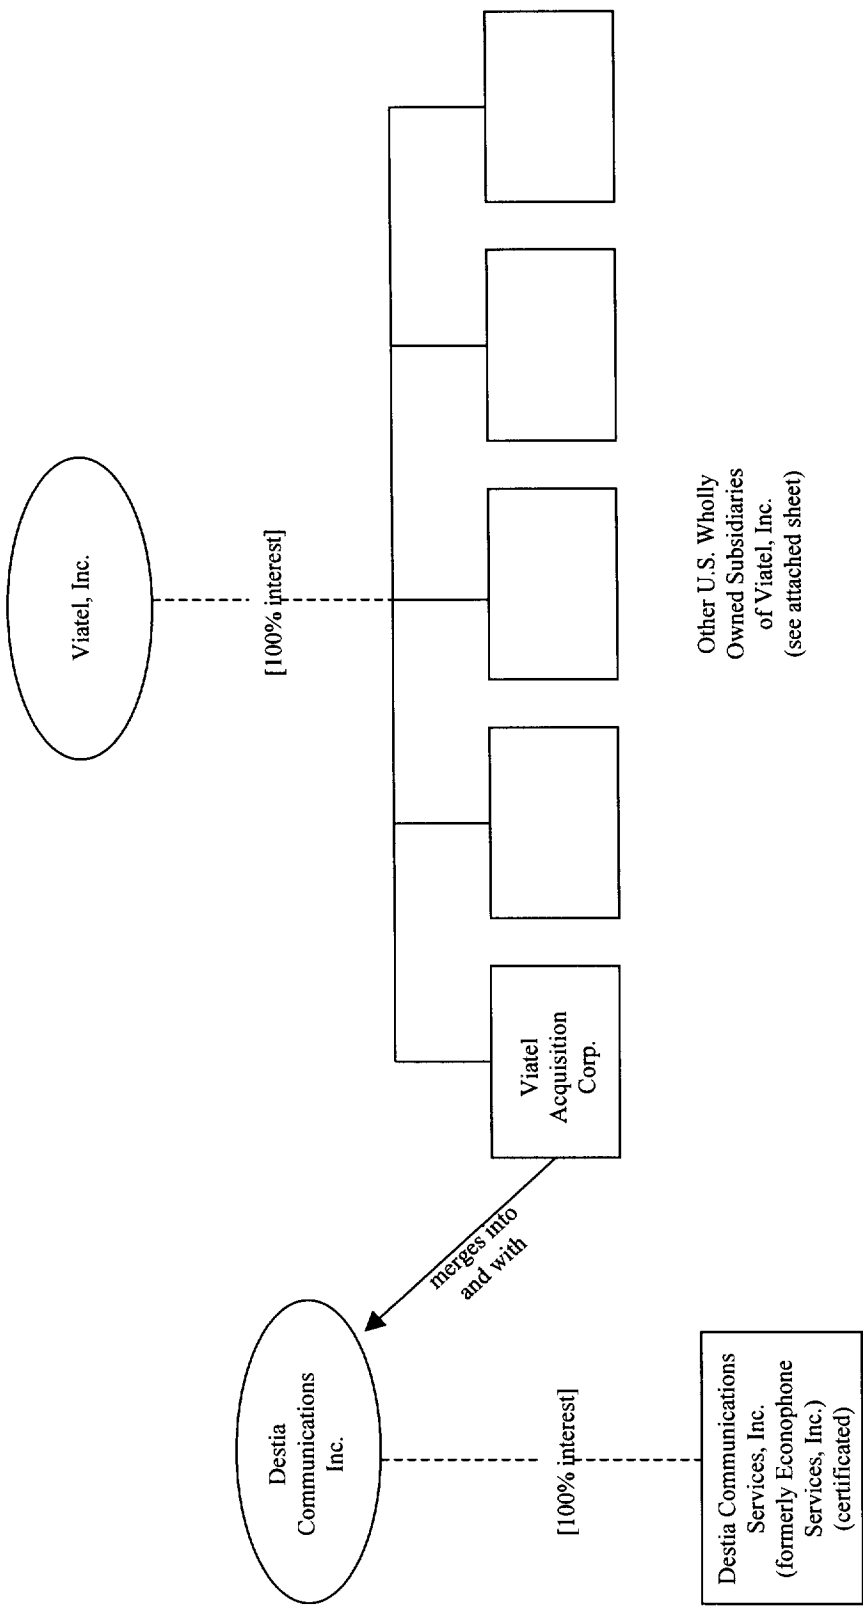 Viatel, Inc.
[100% interest]
Destia
Communications
Inc.
merges into
and with
Viatel
Acquisition
Corp.
[100% interest]
Destia Communications
Services, Inc.
(formerly Econophone
Services, Inc.)
(certificated)
Other U.S. Wholly
Owned Subsidiaries
of Viatel, Inc.
(see attached sheet)